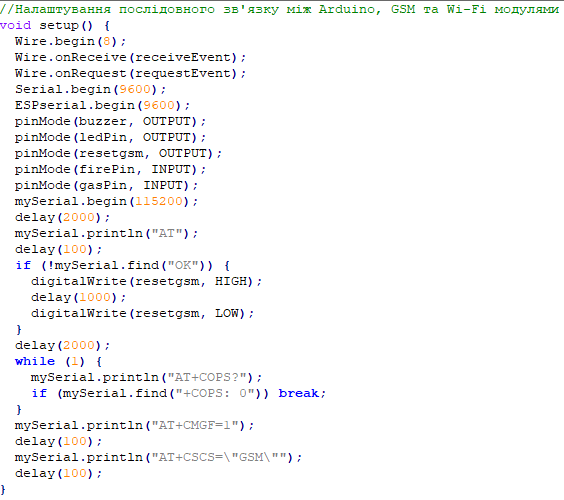 //Налаштування послідовного зв'язку між Arduino, GSM та Wi-Fi модулями
void setup() {
  Wire.begin(8);
  Wire.onReceive(receiveEvent);
  Wire.onRequest(requestEvent);
  Serial.begin(9600);
  ESPserial.begin(9600);
  pinMode(buzzer, OUTPUT);
  pinMode(ledPin, OUTPUT);
  pinMode(resetgsm, OUTPUT);
  pinMode(firePin, INPUT);
  pinMode(gasPin, INPUT);
  mySerial.begin(115200);
  delay(2000);
  mySerial.println("AT");
  delay(100);
  if (!mySerial.find("OK")) {
    digitalWrite(resetgsm, HIGH);
    delay(1000);
    digitalWrite(resetgsm, LOW);
  }
  delay(2000);
  while (1) {
    mySerial.println("AT+COPS?");
    if (mySerial.find("+COPS: 0")) break;
  }
  mySerial.println("AT+CMGF=1");
  delay(100);
  mySerial.println("AT+CSCS=\"GSM\"");
  delay(100);
}